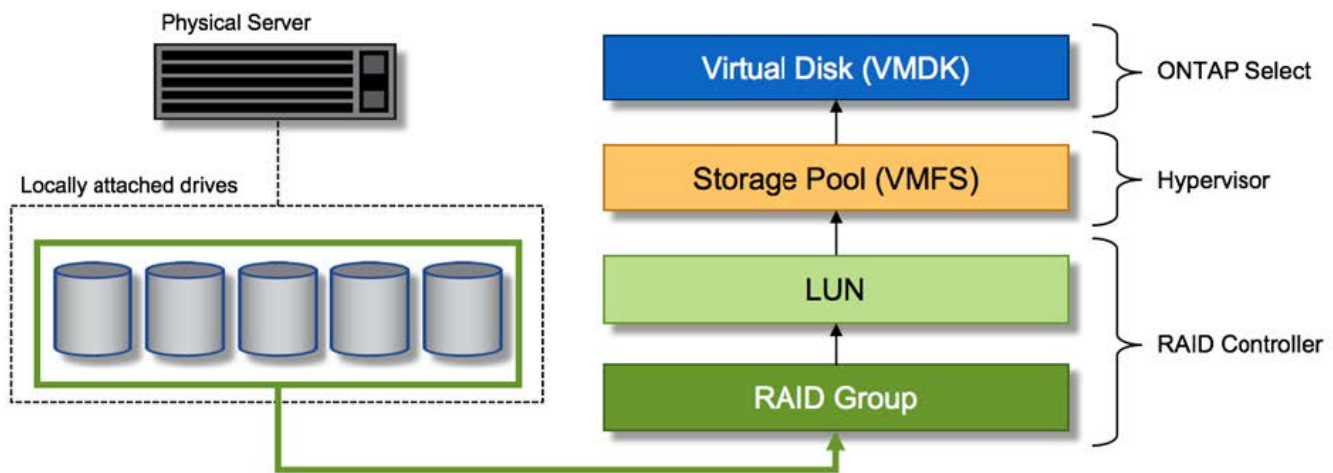 Physical Server
Locally attached drives
Virtual Disk (VMDK)
ONTAP Select
Storage Pool (VMFS)
Hypervisor
LUN
RAID Controller
RAID Group